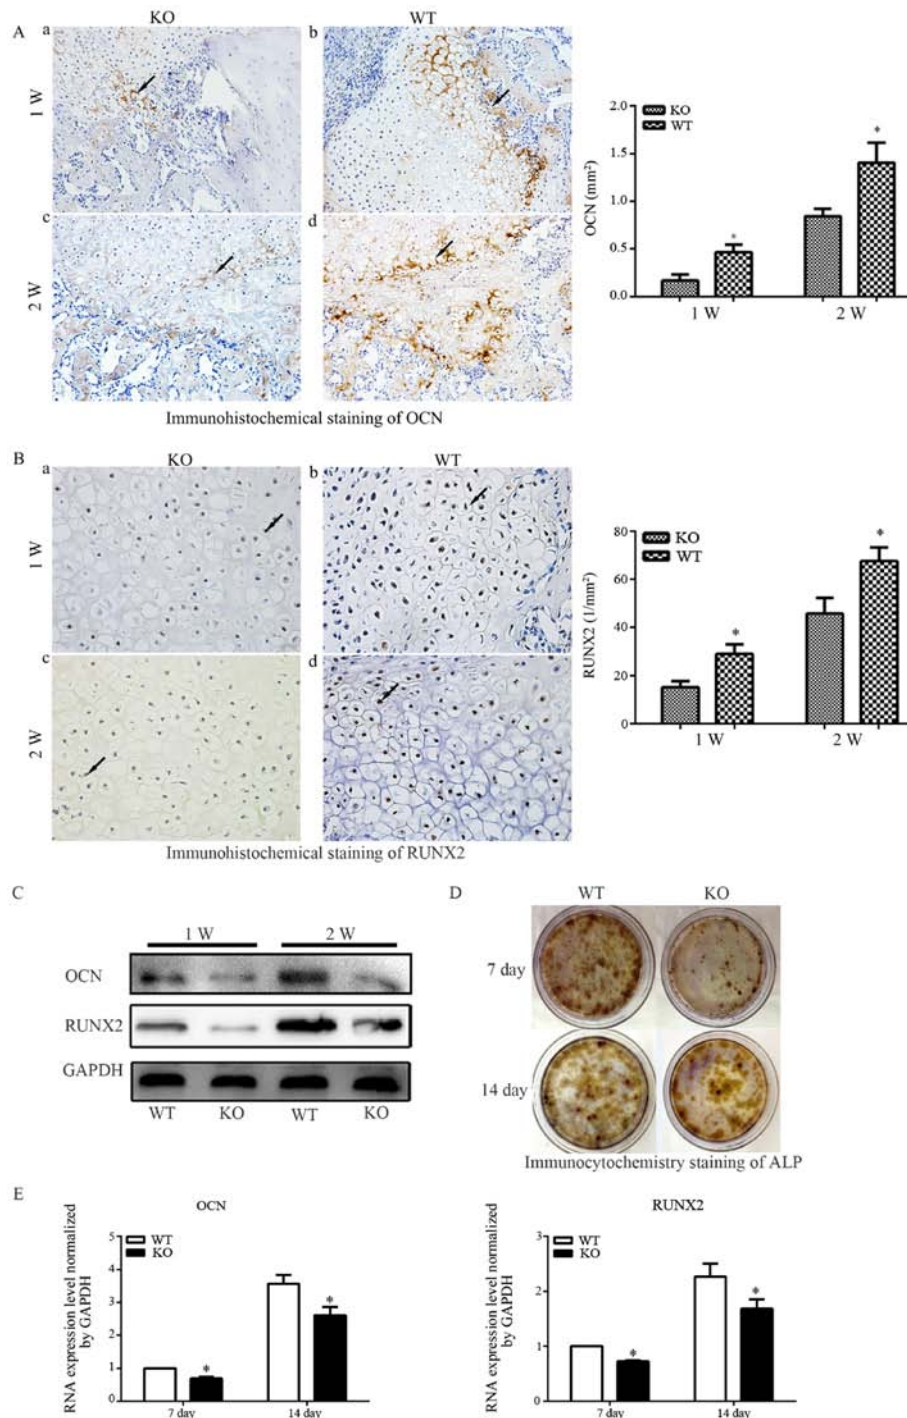 KO WT
A a b
1 W
c d
2 W
Immunohistochemical staining of OCN
2.0
1.5
1.0
0.5
0.0
OCN (mm²)
KO
WT
*
*
1 W 2 W
B KO WT
a b
1 W
c d
2 W
Immunohistochemical staining of RUNX2
80
60
40
20
0
RUNX2 (1/mm²)
KO
WT
*
*
1 W 2 W
C
1 W 2 W
OCN
RUNX2
GAPDH
WT KO WT KO
D
WT KO
7 day
14 day
Immunocytochemistry staining of ALP
E
OCN
RNA expression level normalized
by GAPDH
5
4
3
2
1
0
WT
KO
*
*
7 day 14 day
RUNX2
RNA expression level normalized
by GAPDH
3
2
1
0
WT
KO
*
*
7 day 14 day